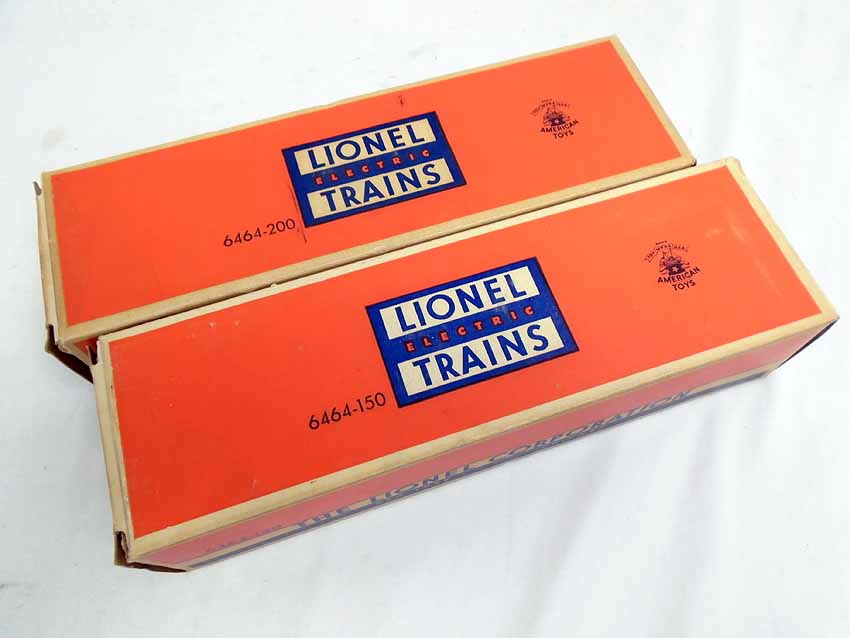 LIONEL
ELECTRIC
TRAINS
6464-200
AMERICAN
TOYS
LIONEL
ELECTRIC
TRAINS
6464-150
AMERICAN
TOYS
THE LIONEL CORPORATION